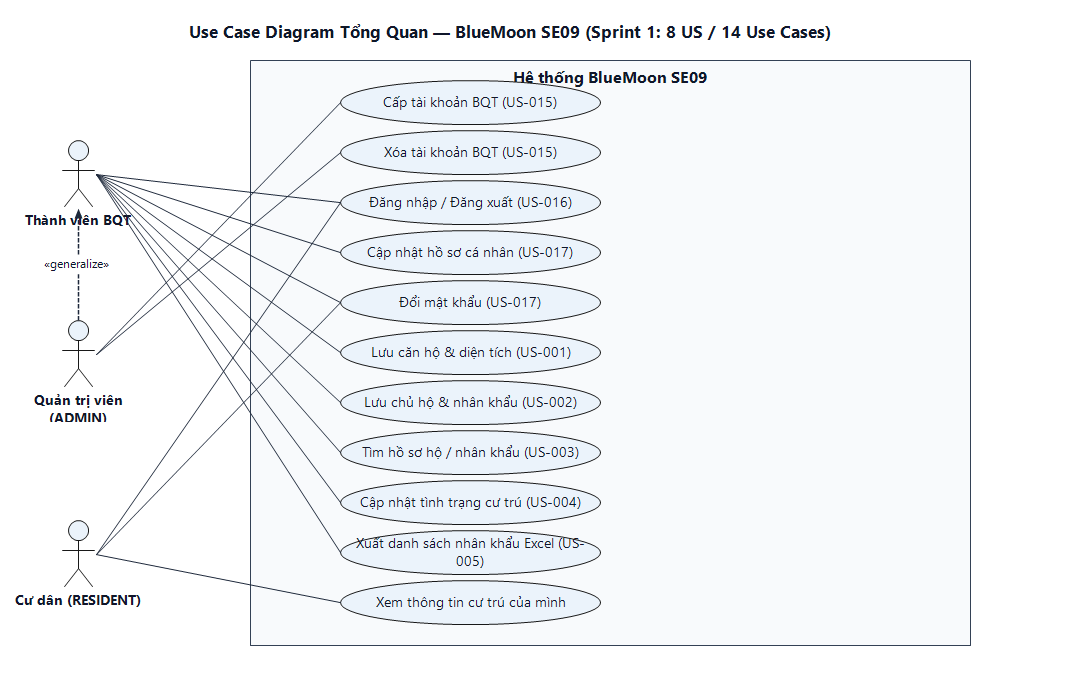 Use Case Diagram Tổng Quan — BlueMoon SE09 (Sprint 1: 8 US / 14 Use Cases)
Hệ thống BlueMoon SE09
Cấp tài khoản BQT (US-015)
Xóa tài khoản BQT (US-015)
Đăng nhập / Đăng xuất (US-016)
Thành viên BQT
Cập nhật hồ sơ cá nhân (US-017)
«generalize»
Đổi mật khẩu (US-017)
Lưu căn hộ & diện tích (US-001)
Quản trị viên
(ADMIN)
Lưu chủ hộ & nhân khẩu (US-002)
Tìm hồ sơ hộ / nhân khẩu (US-003)
Cập nhật tình trạng cư trú (US-004)
Xuất danh sách nhân khẩu Excel (US-
005)
Cư dân (RESIDENT)
Xem thông tin cư trú của mình